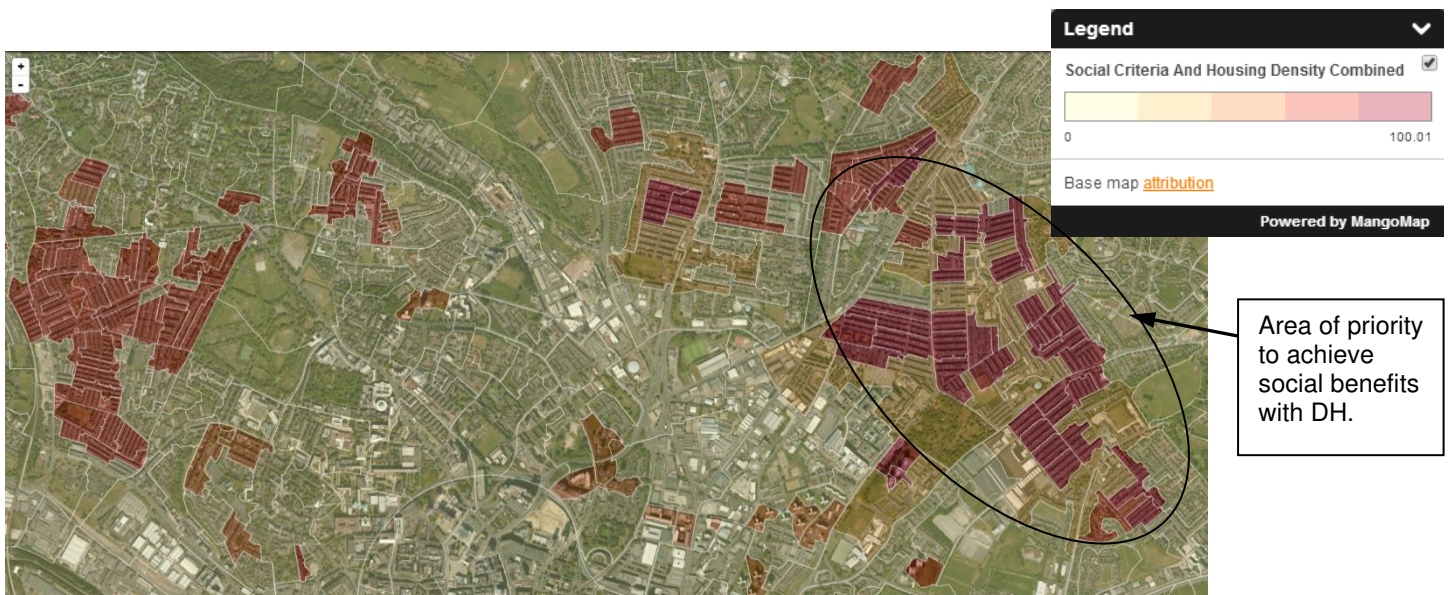 Legend
Social Criteria And Housing Density Combined
0 100.01
Base map attribution
Powered by MangoMap
+
-
Area of priority
to achieve
social benefits
with DH.